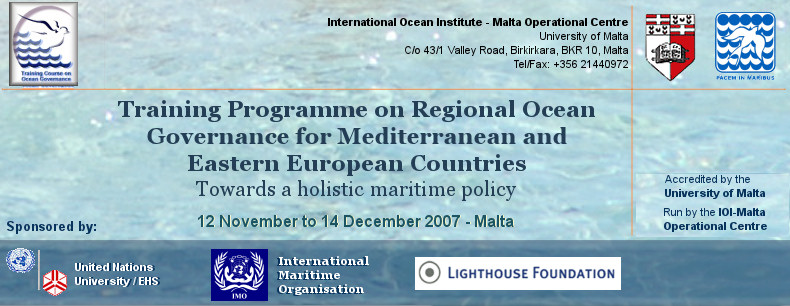 International Ocean Institute - Malta Operational Centre
University of Malta
C/o 43/1 Valley Road, Birkirkara, BKR 10, Malta
Tel/Fax: +356 21440972
Training Course on
Ocean Governance
PACEM IN MARIBUS
Training Programme on Regional Ocean
Governance for Mediterranean and
Eastern European Countries
Towards a holistic maritime policy
12 November to 14 December 2007 - Malta
Accredited by the
University of Malta
Run by the IOI-Malta
Operational Centre
Sponsored by:
United Nations
University / EHS
IMO
International
Maritime
Organisation
LIGHTHOUSE FOUNDATION